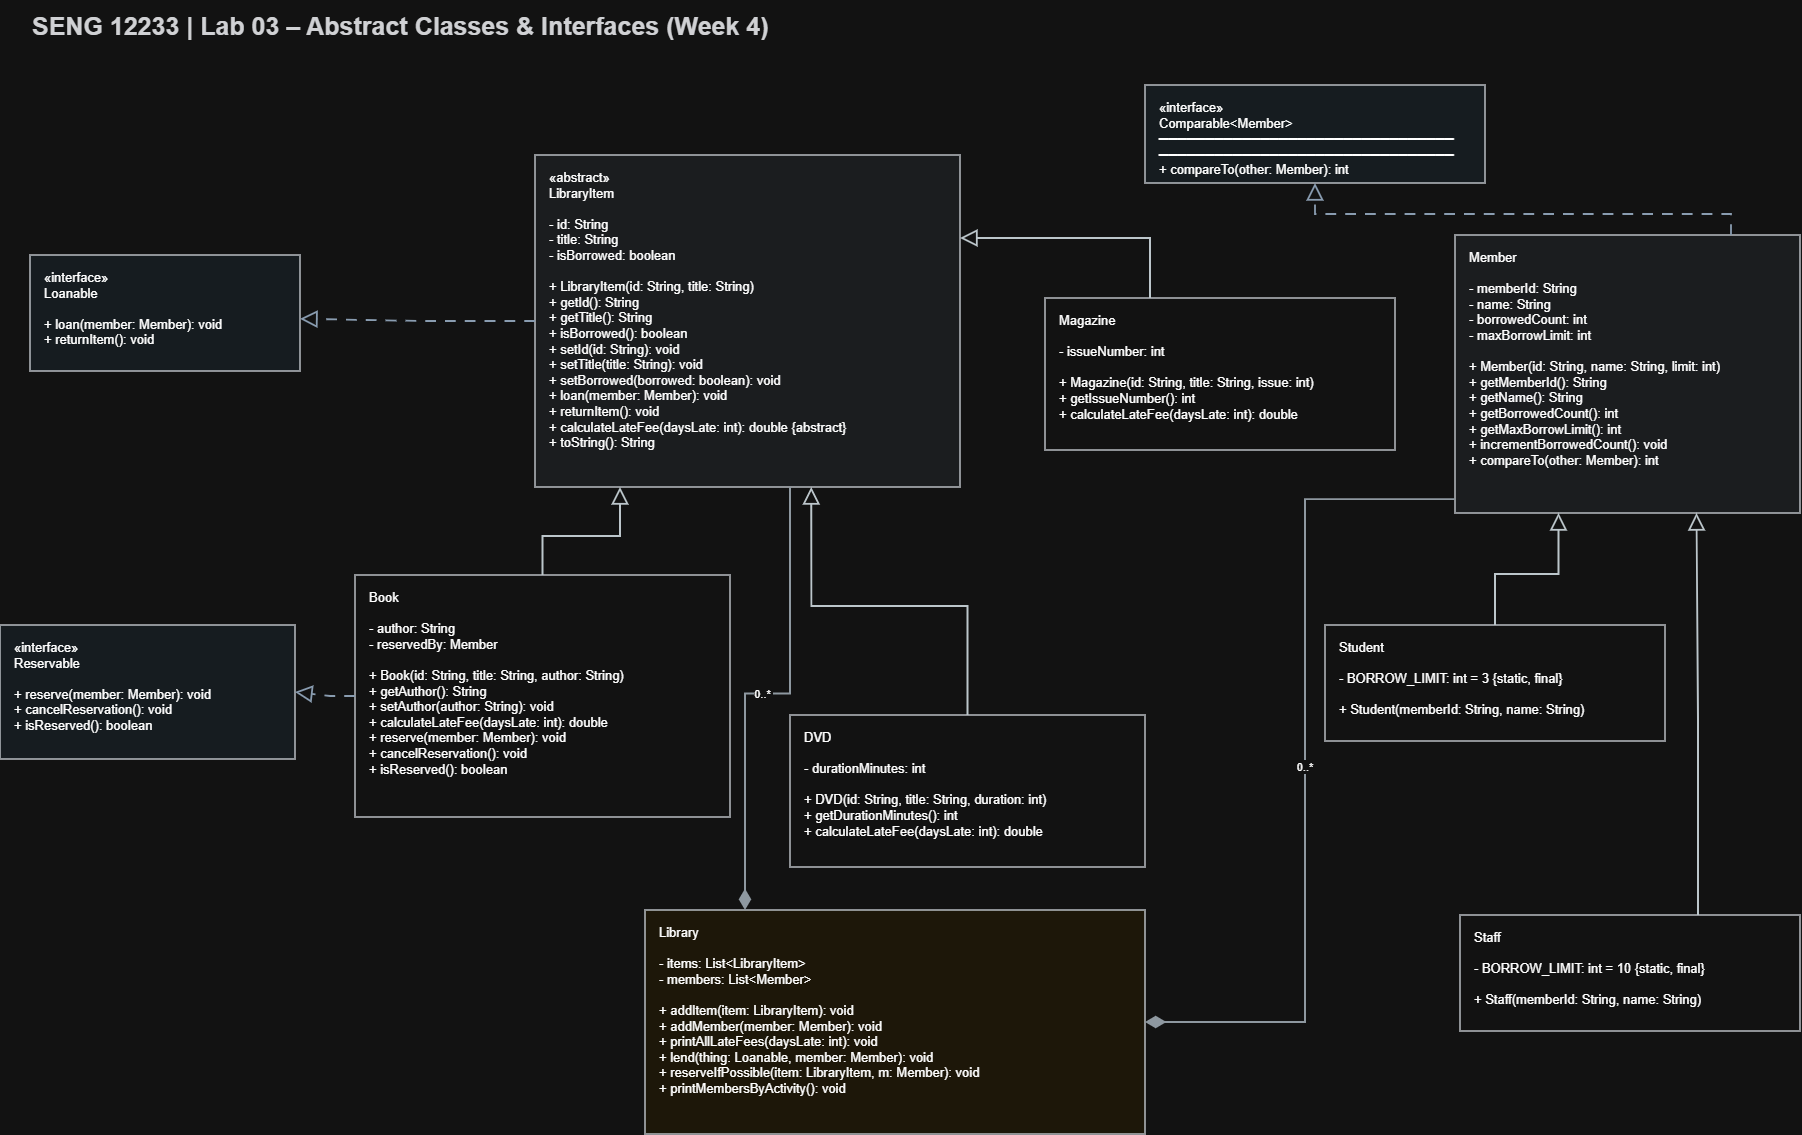 SENG 12233 | Lab 03 – Abstract Classes & Interfaces (Week 4)
«interface»
Comparable<Member>
+ compareTo(other: Member): int
«abstract»
LibraryItem
- id: String
- title: String
- isBorrowed: boolean
+ LibraryItem(id: String, title: String)
+ getId(): String
+ getTitle(): String
+ isBorrowed(): boolean
+ setId(id: String): void
+ setTitle(title: String): void
+ setBorrowed(borrowed: boolean): void
+ loan(member: Member): void
+ returnItem(): void
+ calculateLateFee(daysLate: int): double {abstract}
+ toString(): String
«interface»
Loanable
+ loan(member: Member): void
+ returnItem(): void
Magazine
- issueNumber: int
+ Magazine(id: String, title: String, issue: int)
+ getIssueNumber(): int
+ calculateLateFee(daysLate: int): double
Member
- memberId: String
- name: String
- borrowedCount: int
- maxBorrowLimit: int
+ Member(id: String, name: String, limit: int)
+ getMemberId(): String
+ getName(): String
+ getBorrowedCount(): int
+ getMaxBorrowLimit(): int
+ incrementBorrowedCount(): void
+ compareTo(other: Member): int
«interface»
Reservable
+ reserve(member: Member): void
+ cancelReservation(): void
+ isReserved(): boolean
Book
- author: String
- reservedBy: Member
+ Book(id: String, title: String, author: String)
+ getAuthor(): String
+ setAuthor(author: String): void
+ calculateLateFee(daysLate: int): double
+ reserve(member: Member): void
+ cancelReservation(): void
+ isReserved(): boolean
0..*
DVD
- durationMinutes: int
+ DVD(id: String, title: String, duration: int)
+ getDurationMinutes(): int
+ calculateLateFee(daysLate: int): double
0..*
Student
- BORROW_LIMIT: int = 3 {static, final}
+ Student(memberId: String, name: String)
Library
- items: List<LibraryItem>
- members: List<Member>
+ addItem(item: LibraryItem): void
+ addMember(member: Member): void
+ printAllLateFees(daysLate: int): void
+ lend(thing: Loanable, member: Member): void
+ reserveIfPossible(item: LibraryItem, m: Member): void
+ printMembersByActivity(): void
Staff
- BORROW_LIMIT: int = 10 {static, final}
+ Staff(memberId: String, name: String)